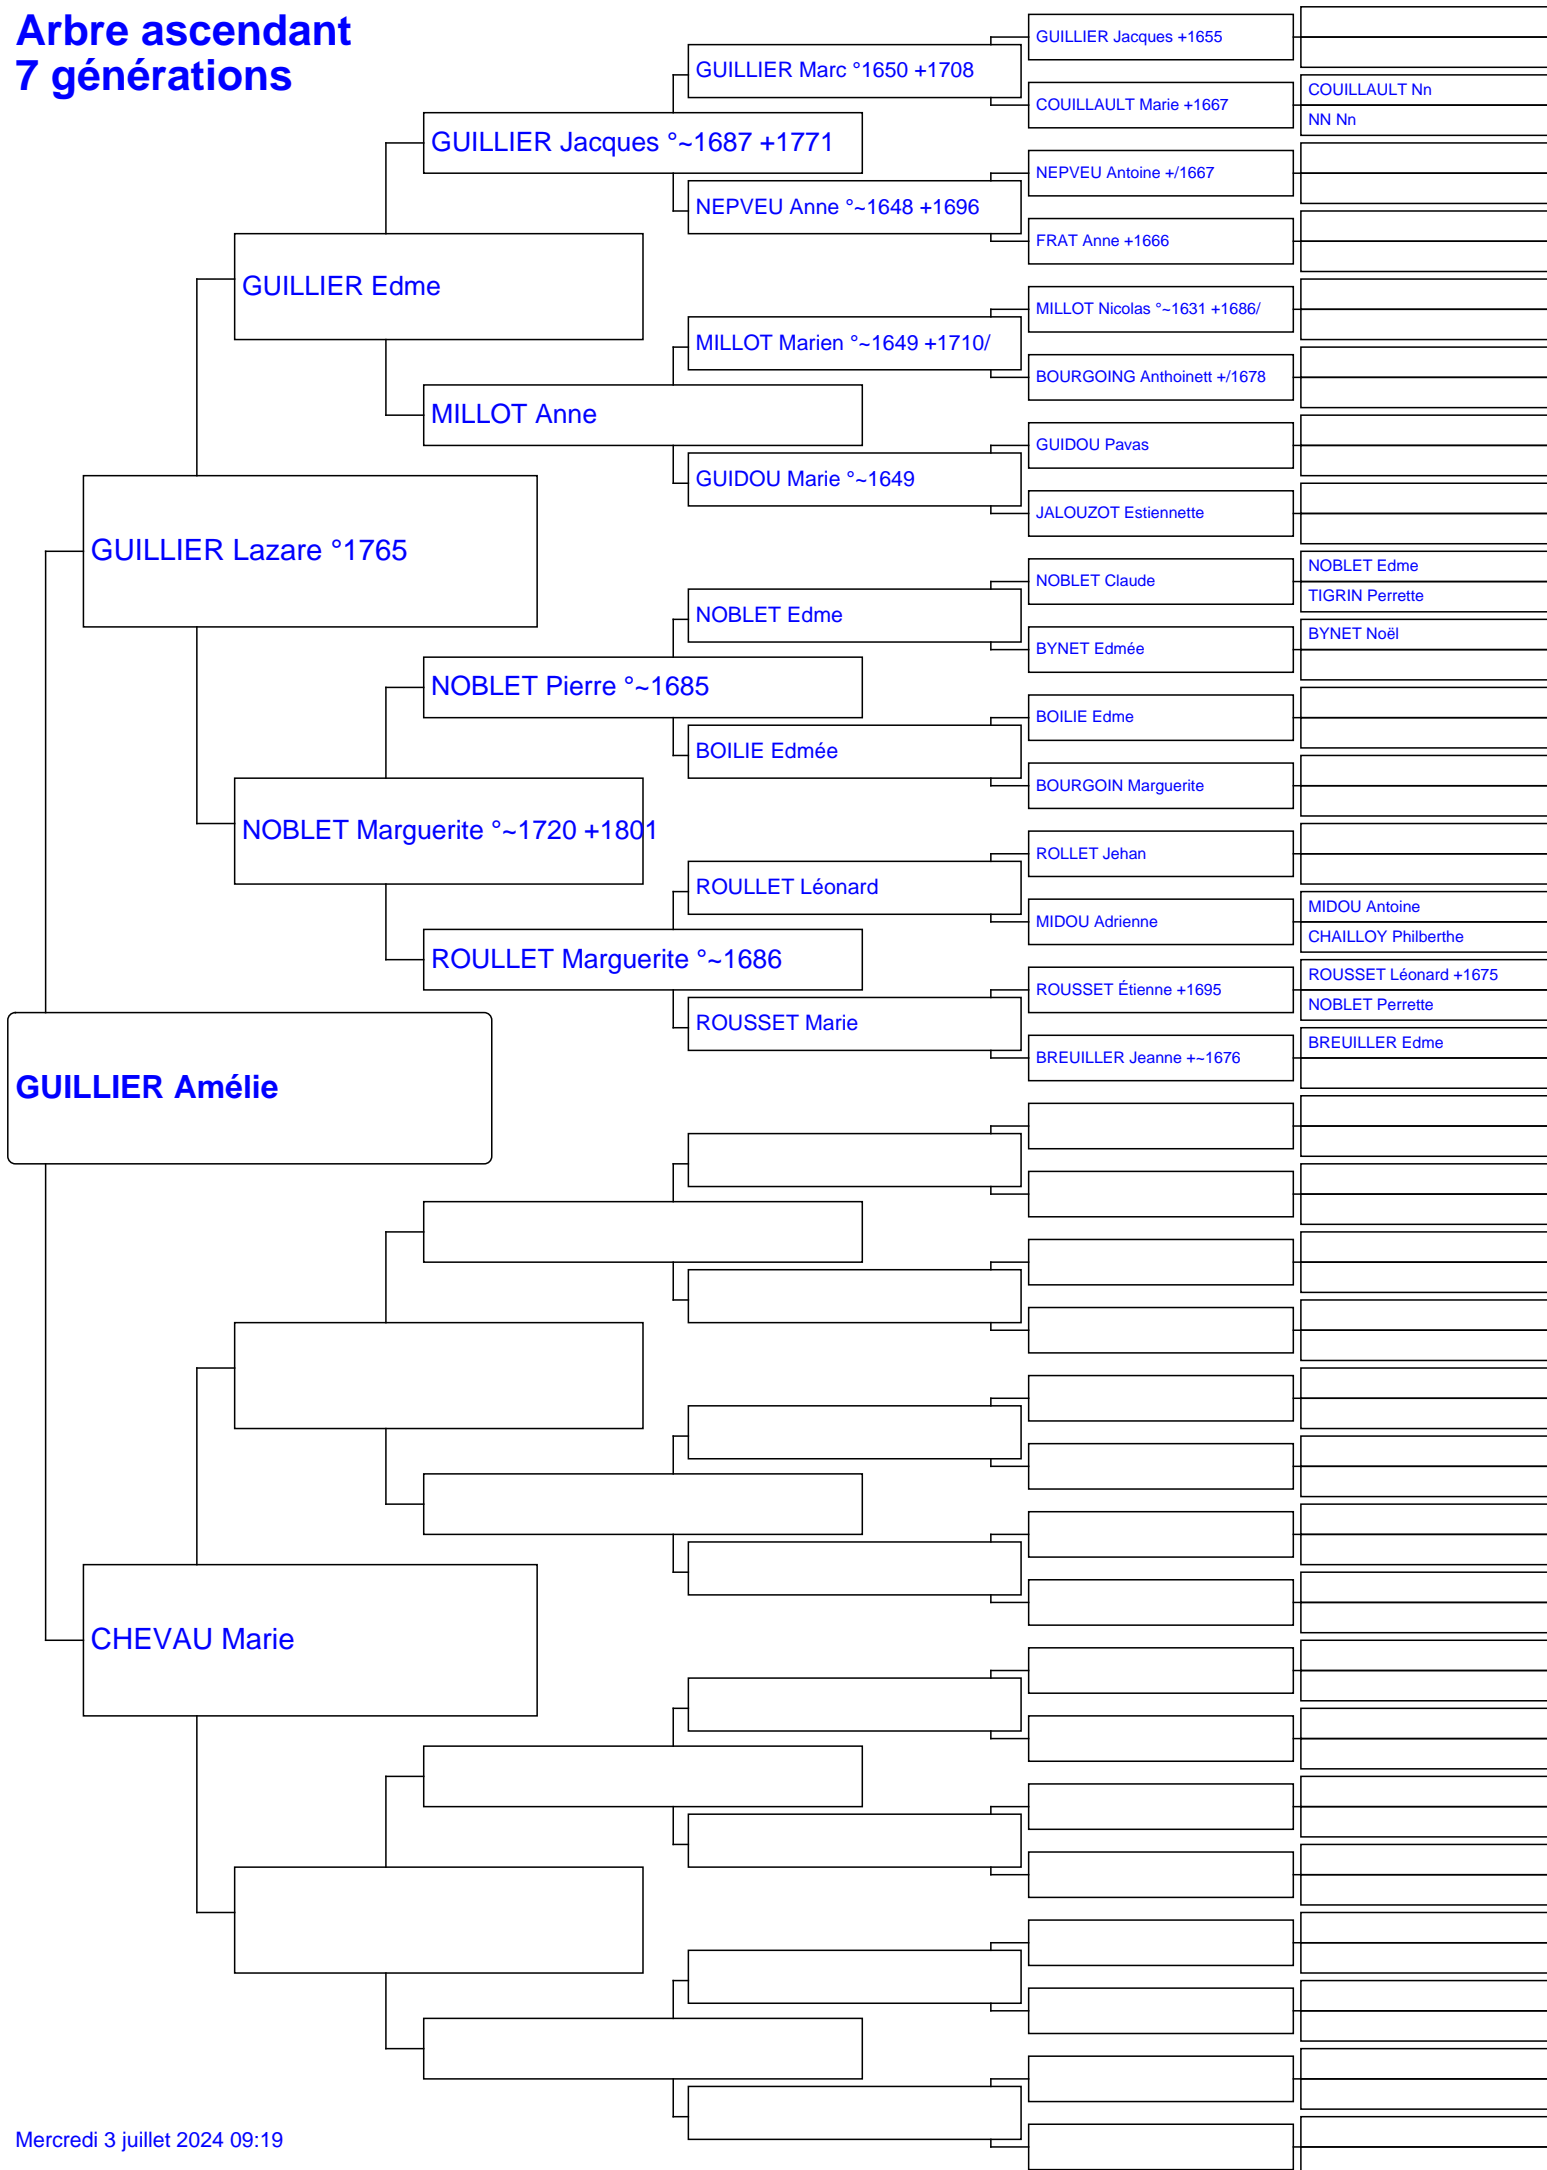 Arbre ascendant
7 générations
GUILLIER Jacques +1655
GUILLIER Marc °1650 +1708
COUILLAULT Nn
COUILLAULT Marie +1667
NN Nn
GUILLIER Jacques °~1687 +1771
NEPVEU Antoine +/1667
NEPVEU Anne °~1648 +1696
FRAT Anne +1666
GUILLIER Edme
MILLOT Nicolas °~1631 +1686/
MILLOT Marien °~1649 +1710/
BOURGOING Anthoinett +/1678
MILLOT Anne
GUIDOU Pavas
GUIDOU Marie °~1649
JALOUZOT Estiennette
GUILLIER Lazare °1765
NOBLET Edme
NOBLET Claude
TIGRIN Perrette
NOBLET Edme
BYNET Noël
BYNET Edmée
NOBLET Pierre °~1685
BOILIE Edme
BOILIE Edmée
BOURGOIN Marguerite
NOBLET Marguerite °~1720 +1801
ROLLET Jehan
ROULLET Léonard
MIDOU Antoine
MIDOU Adrienne
CHAILLOY Philberthe
ROULLET Marguerite °~1686
ROUSSET Léonard +1675
ROUSSET Étienne +1695
NOBLET Perrette
ROUSSET Marie
BREUILLER Edme
BREUILLER Jeanne +~1676
GUILLIER Amélie
CHEVAU Marie
Mercredi 3 juillet 2024 09:19